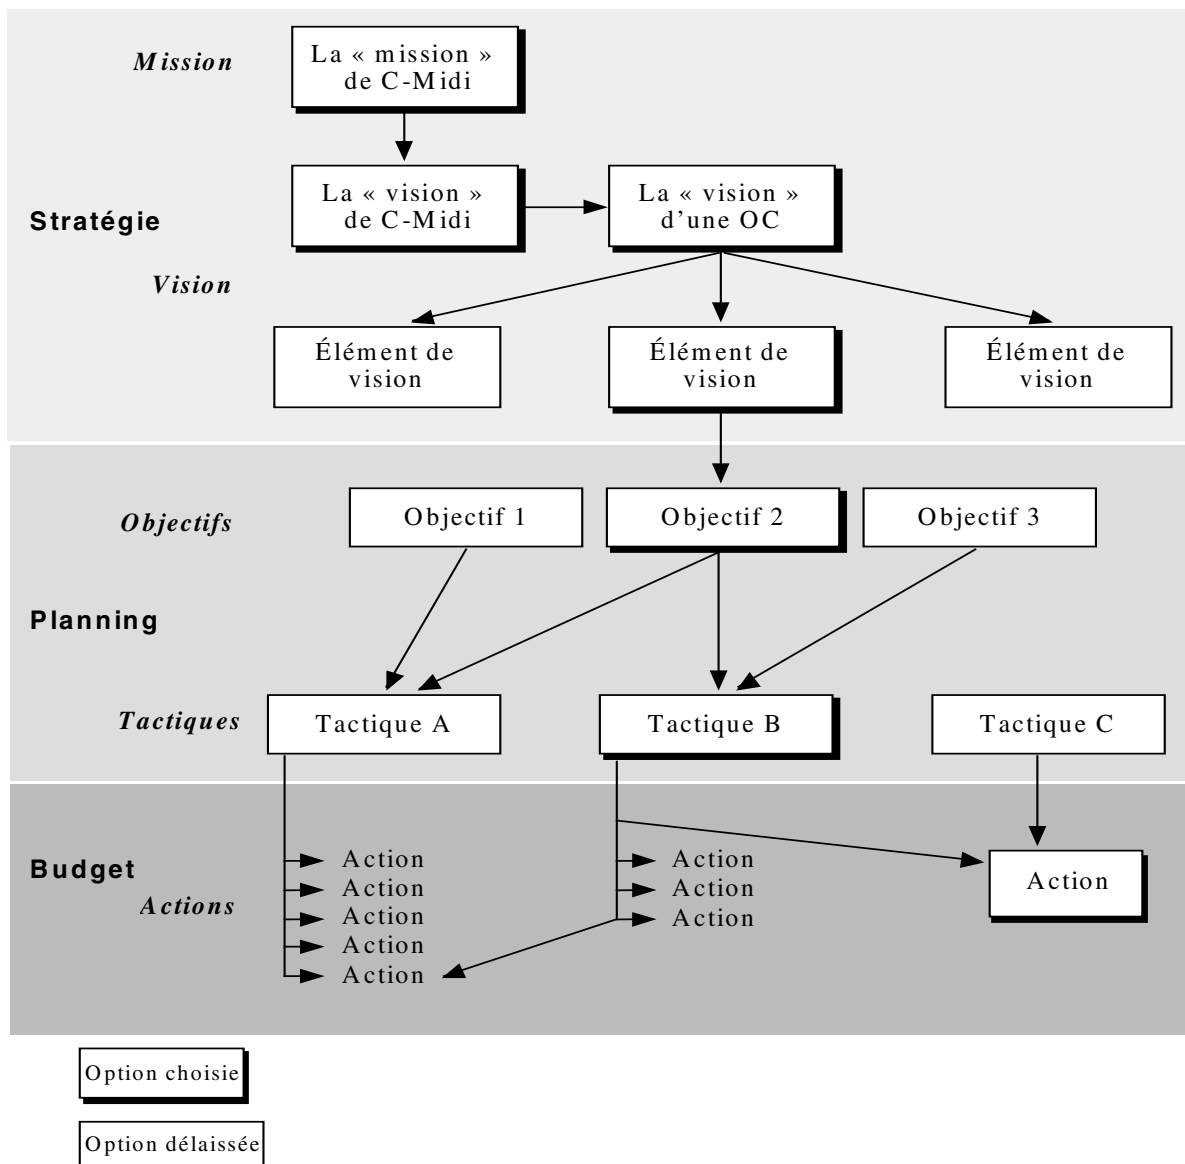 Mission
La « mission »
de C-Midi
Stratégie
La « vision »
de C-Midi
La « vision »
d'une OC
Vision
Élément de
vision
Élément de
vision
Élément de
vision
Objectifs
Objectif 1
Objectif 2
Objectif 3
Planning
Tactiques
Tactique A
Tactique B
Tactique C
Budget
Actions
Action
Action
Action
Action
Action
Action
Action
Action
Action
Option choisie
Option délaissée